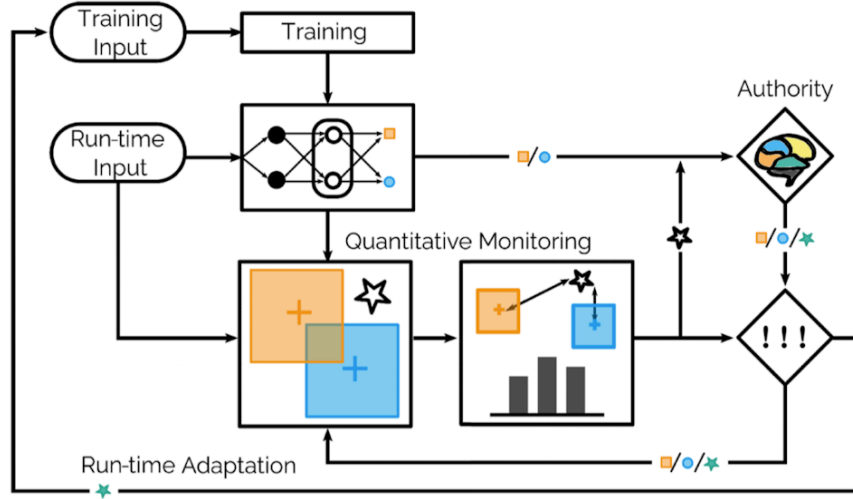 Training
Input
Training
Authority
Run-time
Input
/
Quantitative Monitoring
/ /
! ! !
/ /
Run-time Adaptation